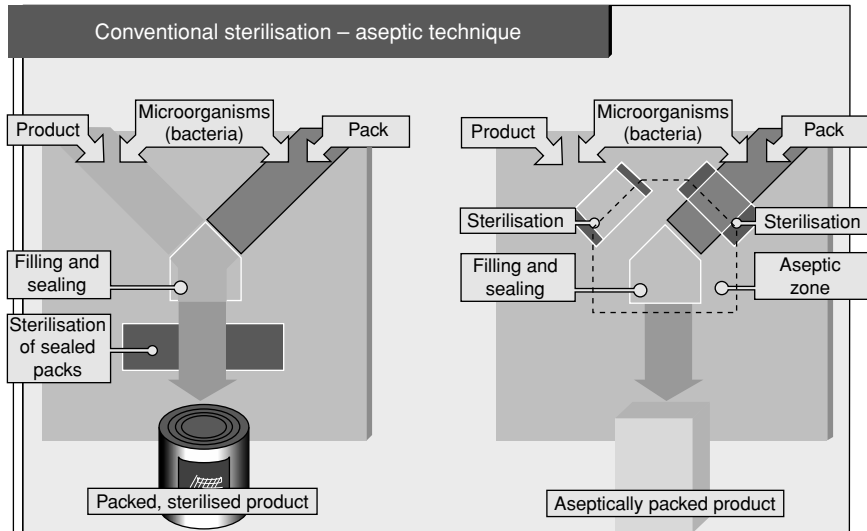 Conventional sterilisation – aseptic technique
Microorganisms
(bacteria)
Product
Pack
Filling and
sealing
Sterilisation
of sealed
packs
Packed, sterilised product
Microorganisms
(bacteria)
Product
Pack
Sterilisation
Sterilisation
Filling and
sealing
Aseptic
zone
Aseptically packed product